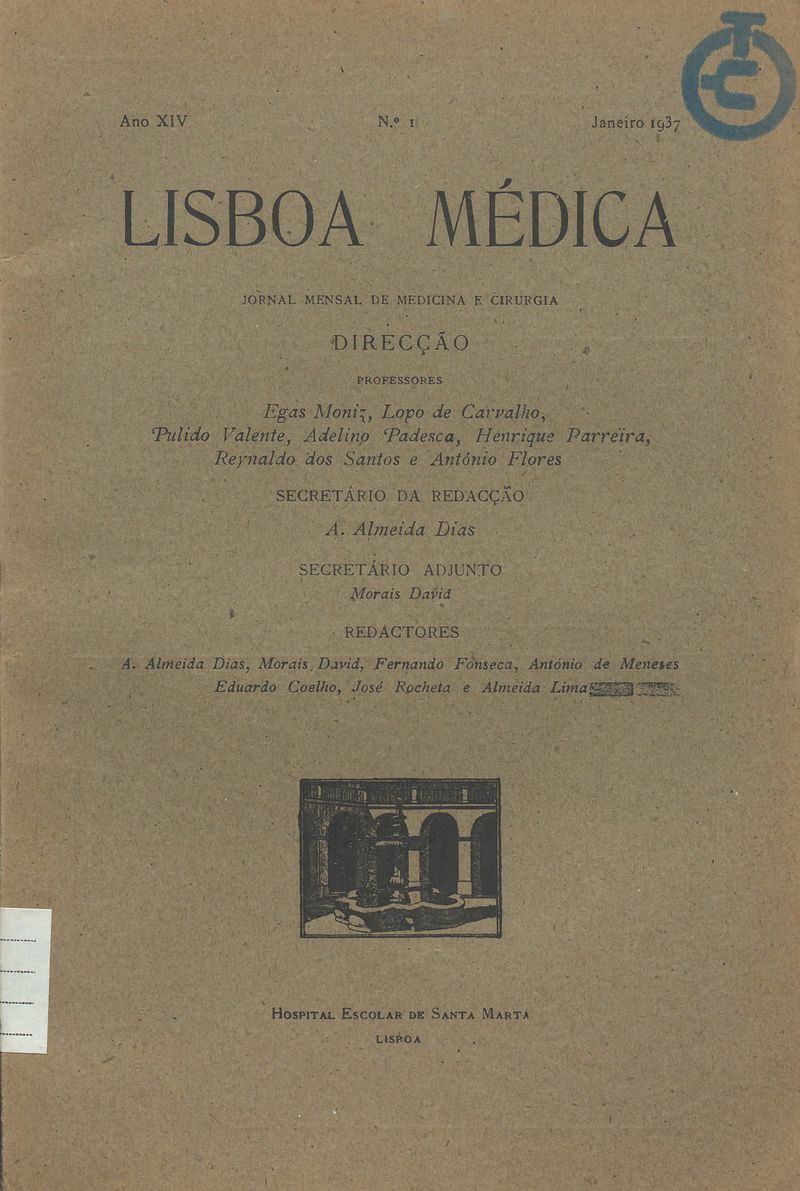 Ano XIV N.º 1 Janeiro 1937
LISBOA MÉDICA
JORNAL MENSAL DE MEDICINA E CIRURGIA
DIRECÇÃO
PROFESSORES
Egas Moniz, Lopo de Carvalho,
Pulido Valente, Adelino Padesca, Henrique Parreira,
Reynaldo dos Santos e António Flores
SECRETÁRIO DA REDACÇÃO
A. Almeida Dias
SECRETÁRIO ADJUNTO
Morais David
REDACTORES
A. Almeida Dias, Morais David, Fernando Fonseca, António de Meneses
Eduardo Coelho, José Rocheta e Almeida Lima
HOSPITAL ESCOLAR DE SANTA MARTA
LISBOA